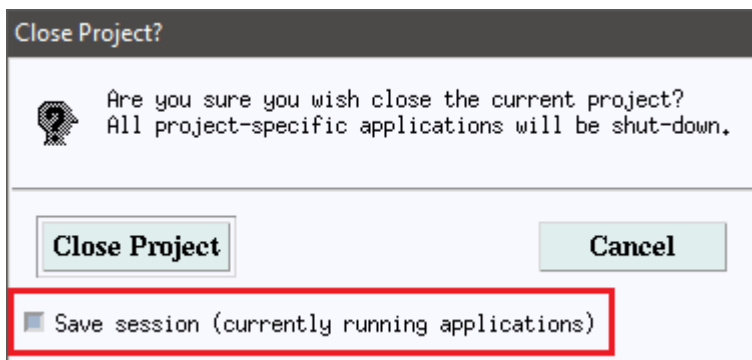 Close Project?
Are you sure you wish close the current project?
All project-specific applications will be shut-down.
Close Project
Cancel
Save session (currently running applications)